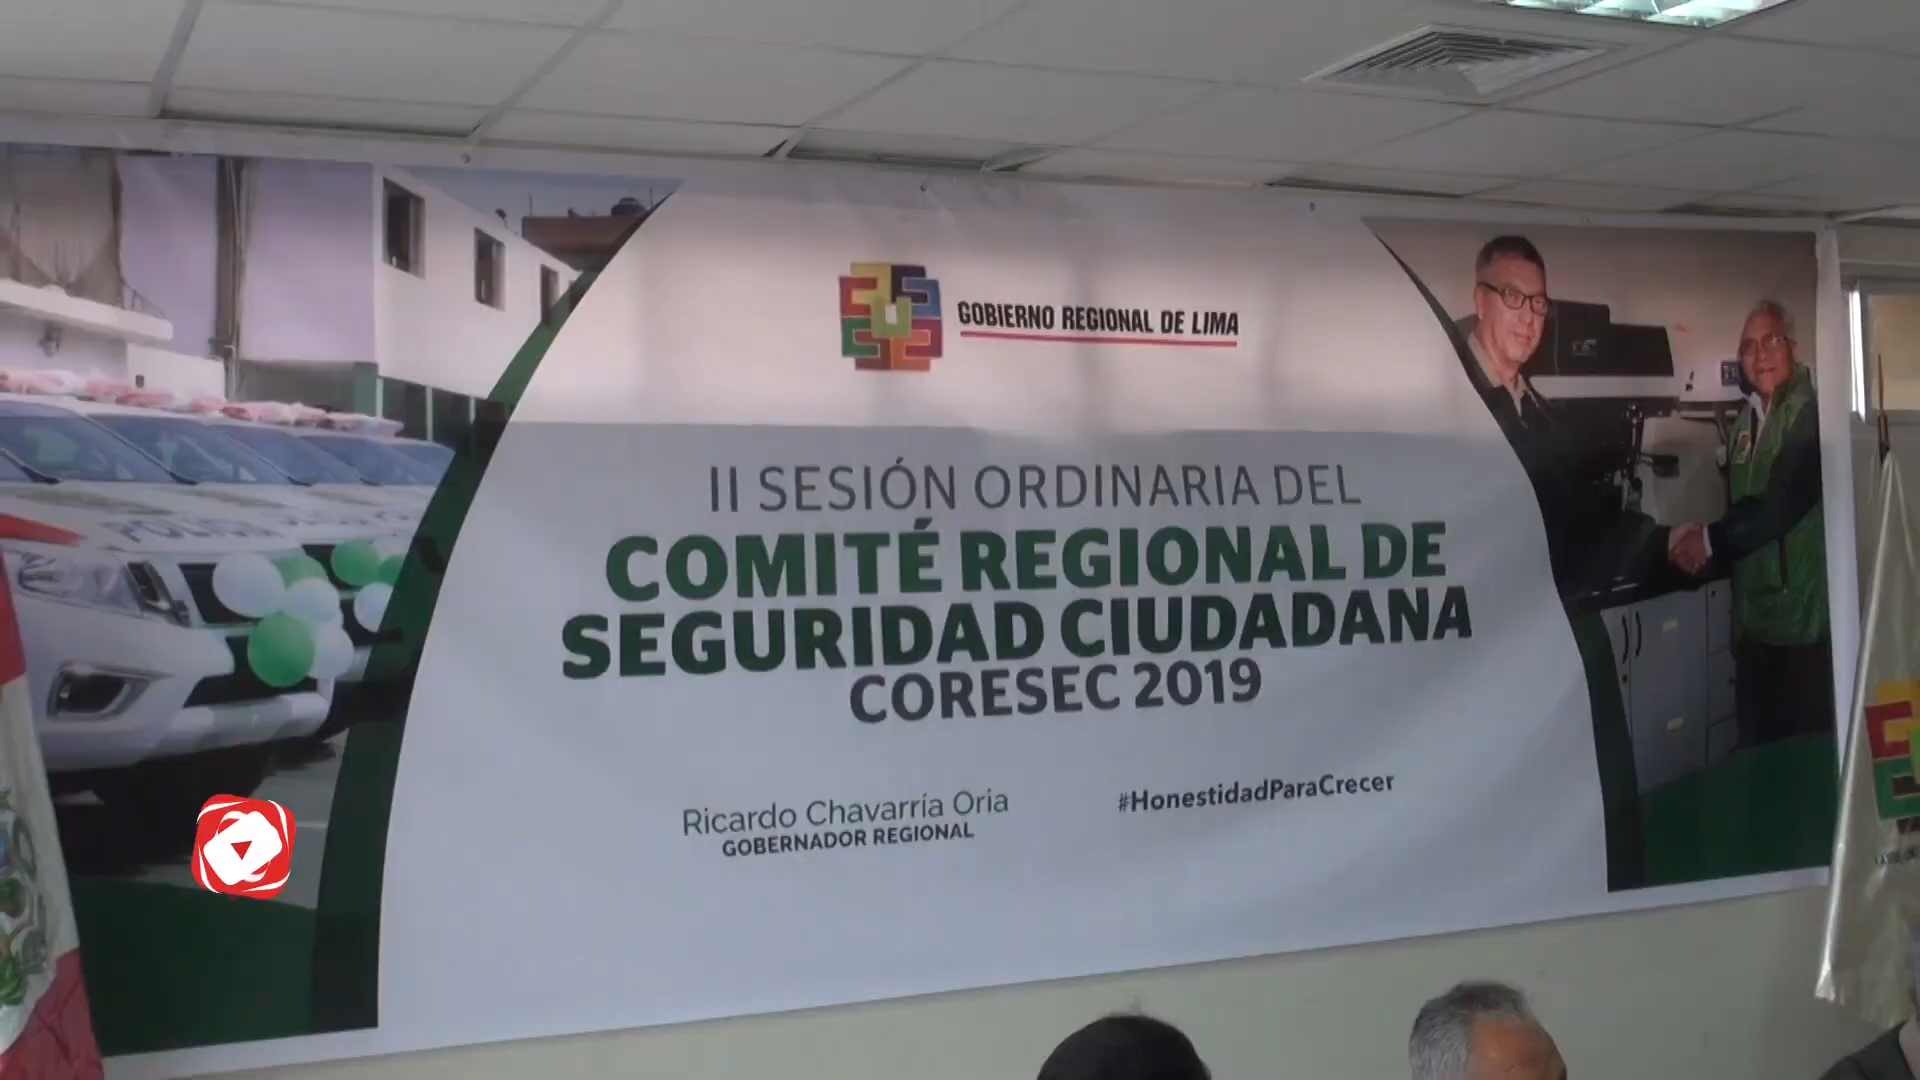 GOBIERNO REGIONAL DE LIMA
II SESIÓN ORDINARIA DEL
COMITÉ REGIONAL DE
SEGURIDAD CIUDADANA
CORESEC 2019
Ricardo Chavarría Oria
GOBERNADOR REGIONAL
#HonestidadParaCrecer